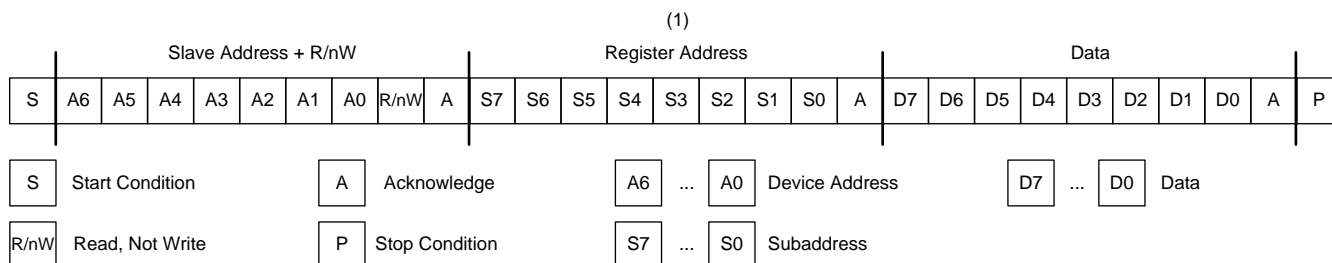 (1)
Slave Address + R/nW Register Address Data
S A6 A5 A4 A3 A2 A1 A0 R/nW A S7 S6 S5 S4 S3 S2 S1 S0 A D7 D6 D5 D4 D3 D2 D1 D0 A P
S Start Condition A Acknowledge A6 ... A0 Device Address D7 ... D0 Data
R/nW Read, Not Write P Stop Condition S7 ... S0 Subaddress